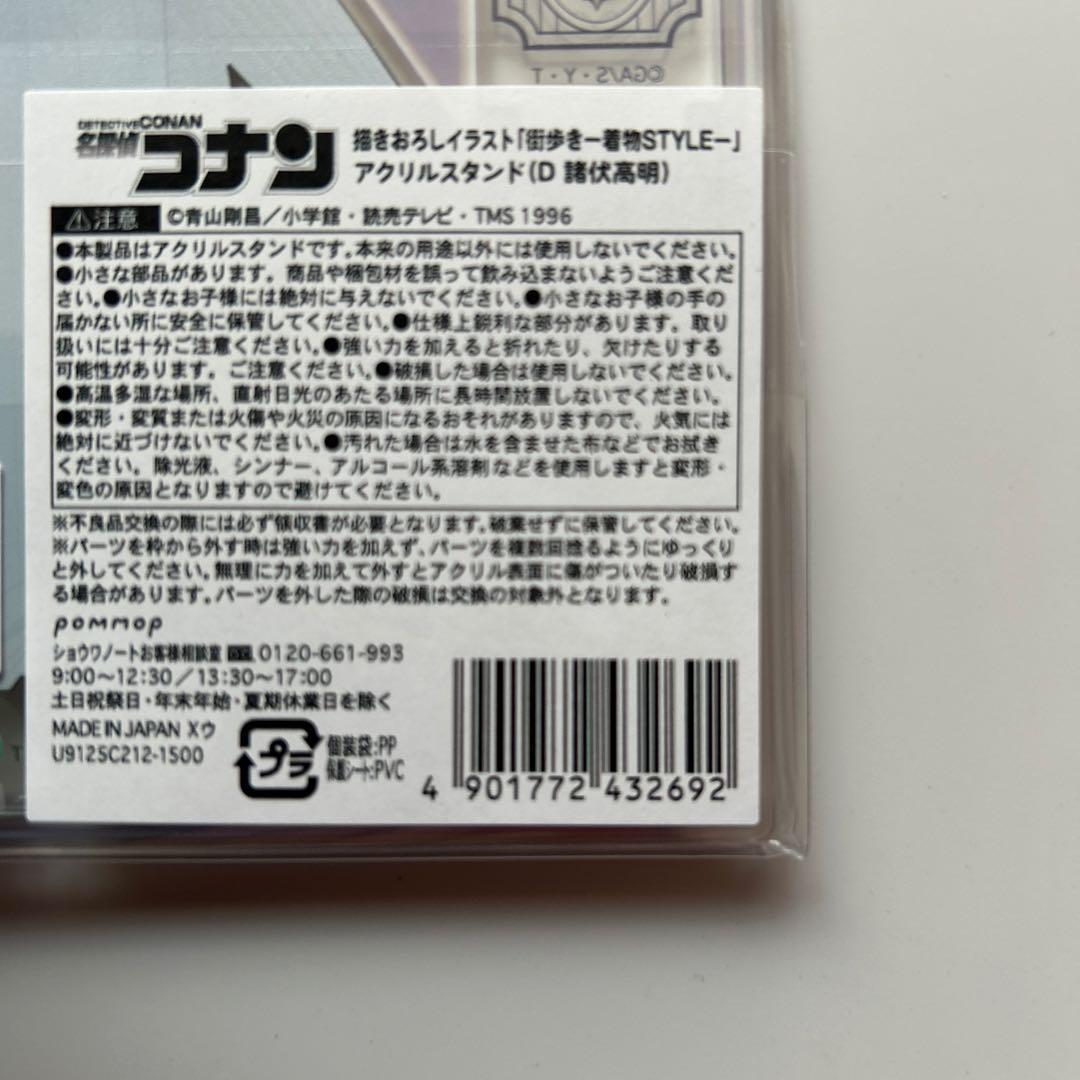 ©GA/S・Y・T
DETECTIVE CONAN
名探偵
コナン
描きおろしイラスト「街歩きー着物STYLEー」
アクリルスタンド(D 諸伏高明)
⚠注意 ©青山剛昌／小学館・読売テレビ・TMS 1996
●本製品はアクリルスタンドです。本来の用途以外には使用しないでください。
●小さな部品があります。商品や梱包材を誤って飲み込まないようご注意くだ
さい。●小さなお子様には絶対に与えないでください。●小さなお子様の手の
届かない所に安全に保管してください。●仕様上鋭利な部分があります。取り
扱いには十分ご注意ください。●強い力を加えると折れたり、欠けたりする
可能性があります。ご注意ください。●破損した場合は使用しないでください。
●高温多湿な場所、直射日光のあたる場所に長時間放置しないでください。
●変形・変質または火傷や火災の原因になるおそれがありますので、火気には
絶対に近づけないでください。●汚れた場合は水を含ませた布などでお拭き
ください。除光液、シンナー、アルコール系溶剤などを使用しますと変形・
変色の原因となりますので避けてください。
※不良品交換の際には必ず領収書が必要となります。破棄せずに保管してください。
※パーツを枠から外す時は強い力を加えず、パーツを複数回捻るようにゆっくり
と外してください。無理に力を加えて外すとアクリル表面に傷がついたり破損す
る場合があります。パーツを外した際の破損は交換の対象外となります。
pommop
ショウワノートお客様相談室 0120-661-993
9:00～12:30／13:30～17:00
土日祝祭日・年末年始・夏期休業日を除く
MADE IN JAPAN Xウ
U912SC212-1500
プラ
個装袋:PP
保護シート:PVC
4 901772 432692